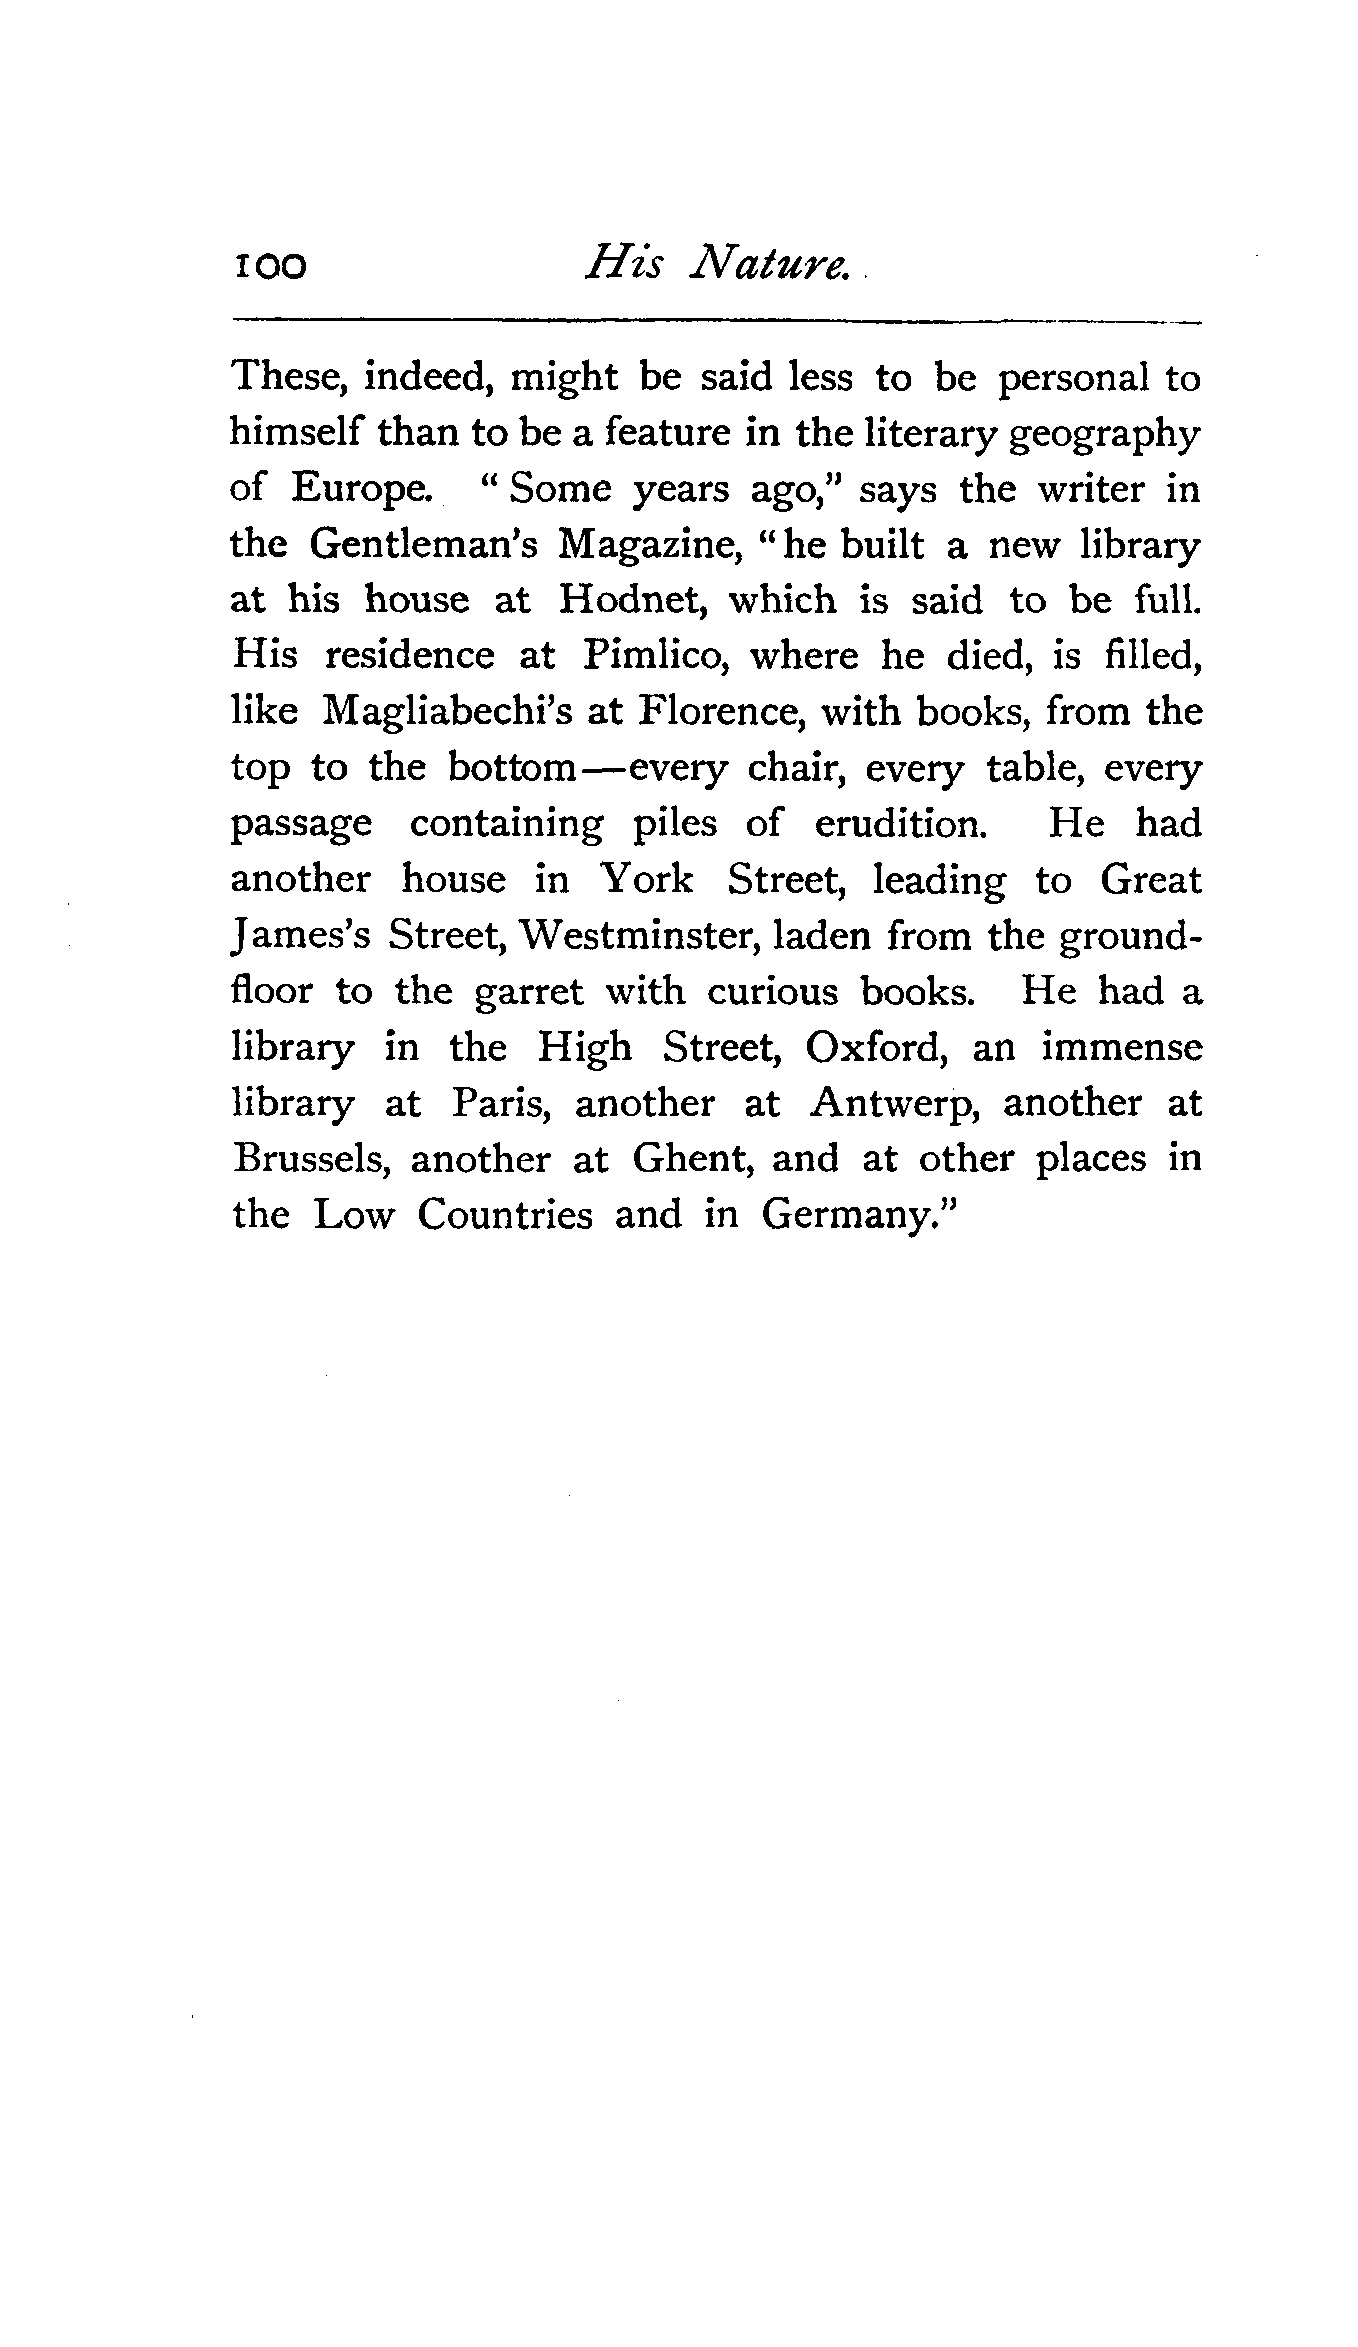 100 His Nature.
These, indeed, might be said less to be personal to
himself than to be a feature in the literary geography
of Europe. " Some years ago," says the writer in
the Gentleman's Magazine, " he built a new library
at his house at Hodnet, which is said to be full.
His residence at Pimlico, where he died, is filled,
like Magliabechi's at Florence, with books, from the
top to the bottom—every chair, every table, every
passage containing piles of erudition. He had
another house in York Street, leading to Great
James's Street, Westminster, laden from the ground-
floor to the garret with curious books. He had a
library in the High Street, Oxford, an immense
library at Paris, another at Antwerp, another at
Brussels, another at Ghent, and at other places in
the Low Countries and in Germany."